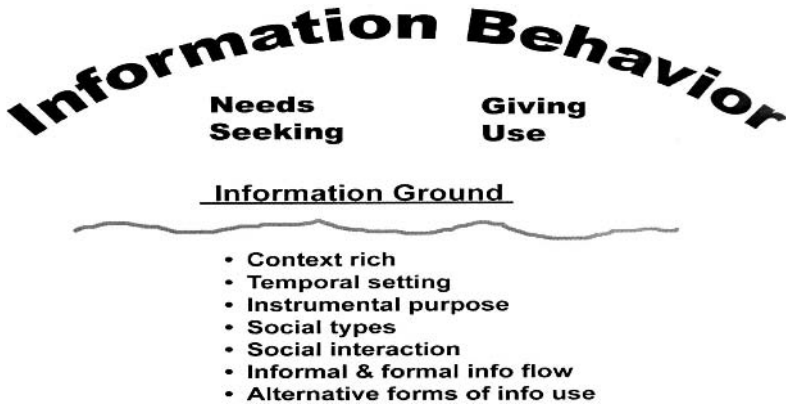 Information Behavior
Needs Giving
Seeking Use
Information Ground
• Context rich
• Temporal setting
• Instrumental purpose
• Social types
• Social interaction
• Informal & formal info flow
• Alternative forms of info use